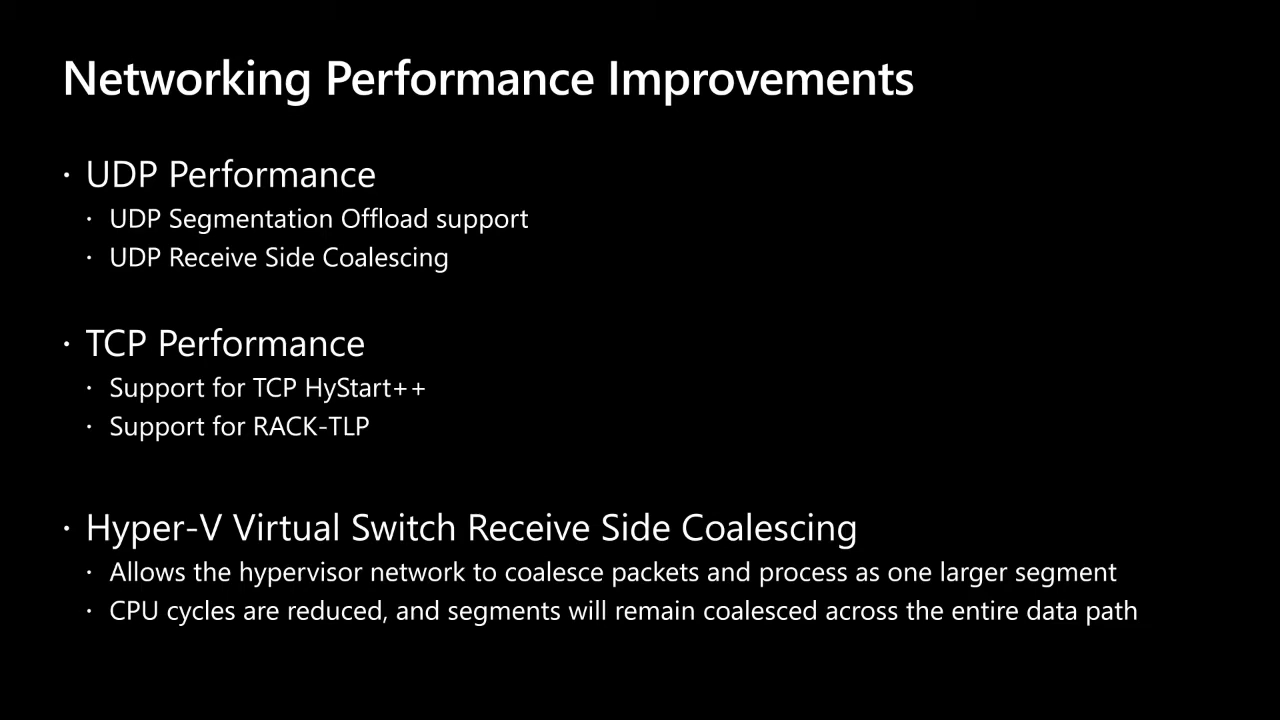 Networking Performance Improvements
· UDP Performance
· UDP Segmentation Offload support
· UDP Receive Side Coalescing
· TCP Performance
· Support for TCP HyStart++
· Support for RACK-TLP
· Hyper-V Virtual Switch Receive Side Coalescing
· Allows the hypervisor network to coalesce packets and process as one larger segment
· CPU cycles are reduced, and segments will remain coalesced across the entire data path